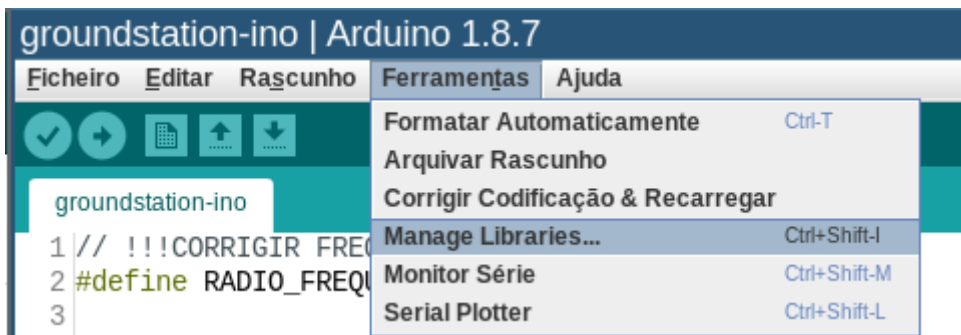 groundstation-ino | Arduino 1.8.7
Ficheiro Editar Rascunho Ferramentas Ajuda
Formatar Automaticamente Ctrl-T
Arquivar Rascunho
Corrigir Codificação & Recarregar
Manage Libraries... Ctrl+Shift-I
Monitor Série Ctrl+Shift-M
Serial Plotter Ctrl+Shift-L
groundstation-ino
1 // !!!CORRIGIR FREQ
2 #define RADIO_FREQU
3